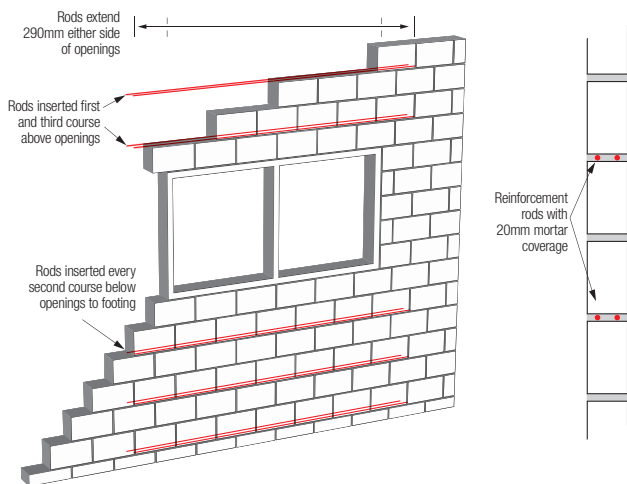 Rods extend
290mm either side
of openings
Rods inserted first
and third course
above openings
Rods inserted every
second course below
openings to footing
Reinforcement
rods with
20mm mortar
coverage